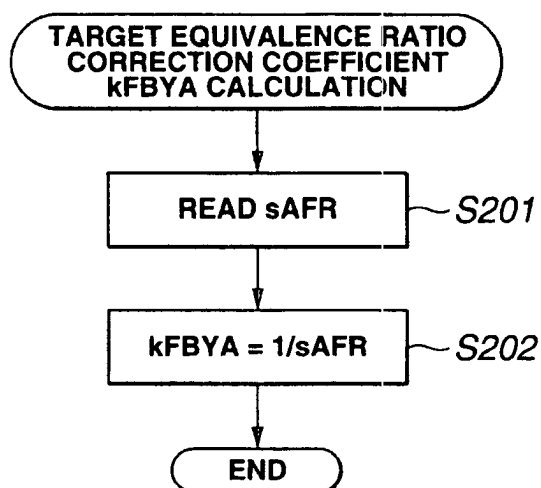 TARGET EQUIVALENCE RATIO
CORRECTION COEFFICIENT
kFBYA CALCULATION
READ sAFR
S201
kFBYA = 1/sAFR
S202
END